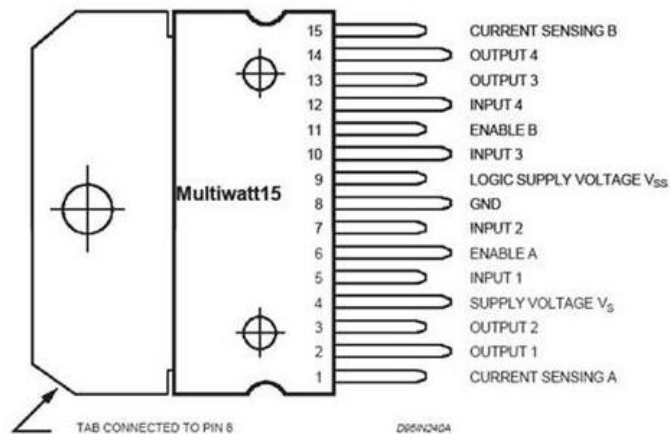 15 CURRENT SENSING B
14 OUTPUT 4
13 OUTPUT 3
12 INPUT 4
11 ENABLE B
10 INPUT 3
Multiwatt15
9 LOGIC SUPPLY VOLTAGE VSS
8 GND
7 INPUT 2
6 ENABLE A
5 INPUT 1
4 SUPPLY VOLTAGE VS
3 OUTPUT 2
2 OUTPUT 1
1 CURRENT SENSING A
TAB CONNECTED TO PIN 8
D95IN240A